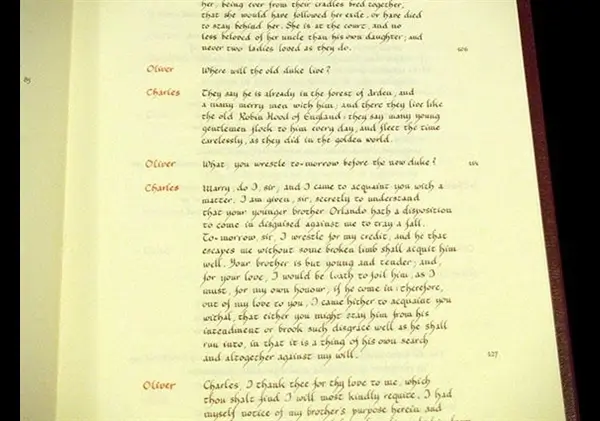 her, being ever from their cradles bred together,
that she would have followed her exile, or have died
to stay behind her. She is at the court, and no
less beloved of her uncle than his own daughter; and
never two ladies loved as they do.
Oliver Where will the old duke live?
Charles They say he is already in the forest of Arden, and
a many merry men with him; and there they live like
the old Robin Hood of England: they say many young
gentlemen flock to him every day, and fleet the time
carelessly, as they did in the golden world.
Oliver What, you wrestle to-morrow before the new duke?
Charles Marry, do I, sir; and I came to acquaint you with a
matter. I am given, sir, secretly to understand
that your younger brother Orlando hath a disposition
to come in disguised against me to try a fall.
To-morrow, sir, I wrestle for my credit, and he that
escapes me without some broken limb shall acquit him
well. Your brother is but young and tender; and,
for your love, I would be loath to foil him, as I
must, for my own honour, if he come in: therefore,
out of my love to you, I came hither to acquaint you
withal, that either you might stay him from his
intendment or brook such disgrace well as he shall
run into, in that it is a thing of his own search
and altogether against my will. 127
Oliver Charles, I thank thee for thy love to me, which
thou shalt find I will most kindly requite. I had
myself notice of my brother's purpose herein and